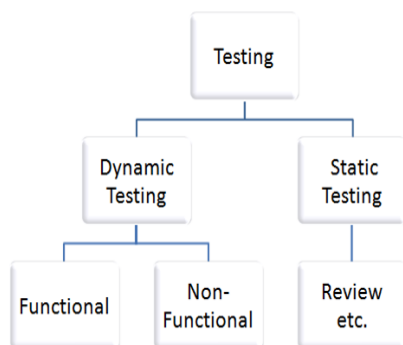 Testing
Dynamic
Testing
Static
Testing
Functional
Non-
Functional
Review
etc.